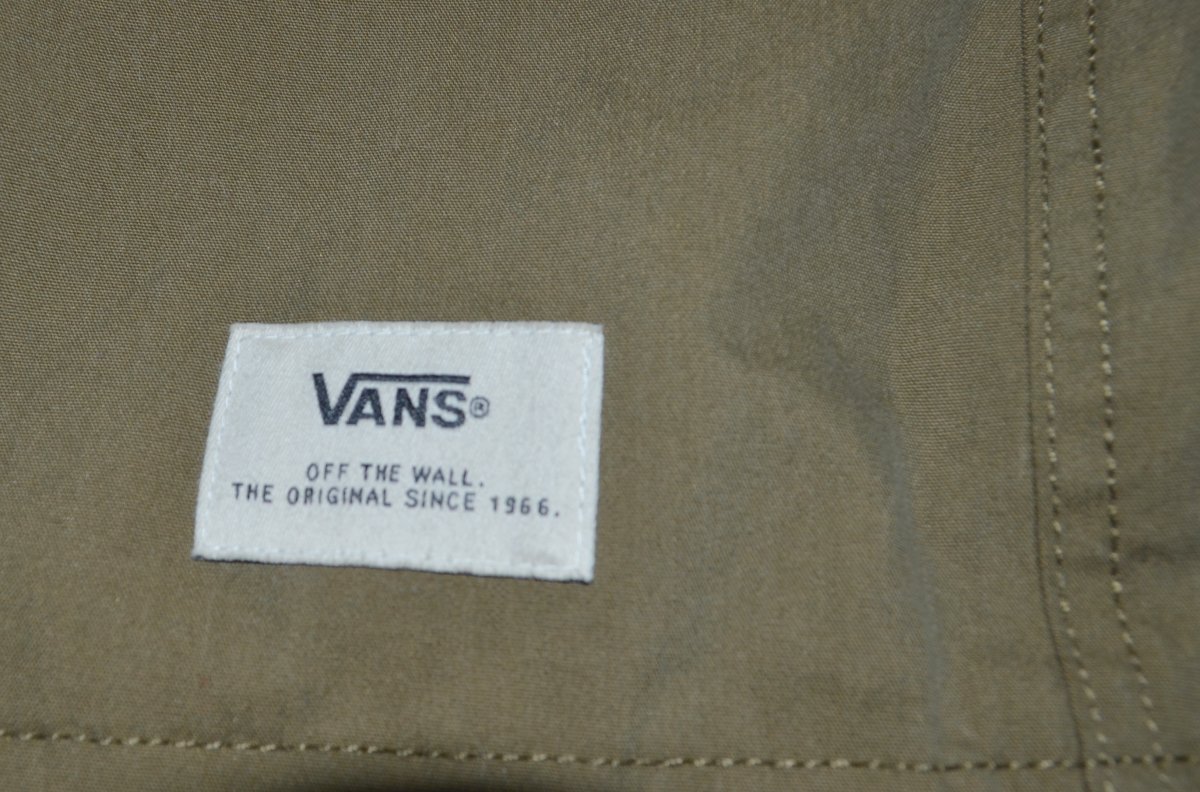 VANS®
OFF THE WALL.
THE ORIGINAL SINCE 1966.